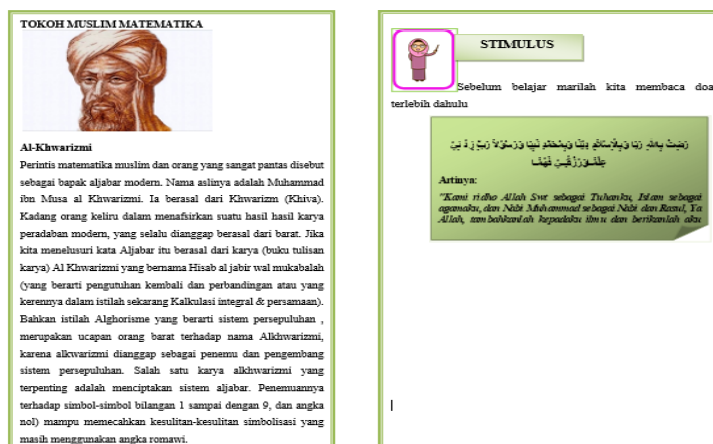 TOKOH MUSLIM MATEMATIKA
Al-Khwarizmi
Perintis matematika muslim dan orang yang sangat pantas disebut
sebagai bapak aljabar modern. Nama aslinya adalah Muhammad
ibn Musa al Khwarizmi. Ia berasal dari Khwarizm (Khiva).
Kadang orang keliru dalam menafsirkan suatu hasil hasil karya
peradaban modern, yang selalu dianggap berasal dari barat. Jika
kita menelusuri kata Aljabar itu berasal dari karya (buku tulisan
karya) Al Khwarizmi yang bernama Hisab al jabir wal mukabalah
(yang berarti pengutuhan kembali dan perbandingan atau yang
kerennya dalam istilah sekarang Kalkulasi integral & persamaan).
Bahkan istilah Alghorisme yang berarti sistem persepuluhan ,
merupakan ucapan orang barat terhadap nama Alkhwarizmi,
karena alkwarizmi dianggap sebagai penemu dan pengembang
sistem persepuluhan. Salah satu karya alkhwarizmi yang
terpenting adalah menciptakan sistem aljabar. Penemuannya
terhadap simbol-simbol bilangan 1 sampai dengan 9, dan angka
nol) mampu memecahkan kesulitan-kesulitan simbolisasi yang
masih menggunakan angka romawi.
STIMULUS
Sebelum belajar marilah kita membaca doa
terlebih dahulu
رَضِيْتُ بِاللهِ رَبًا وَبِالْإِسْلَامِ دِيْنًا وَبِمُحَمَّدٍ نَبِيًا وَرَسُوْلاً رَبِّ زِدْ نِيْ
عِلْمًـا وَرْزُقْنِـيْ فَهْمًـا
Artinya:
"Kami ridho Allah Swt sebagai Tuhanku, Islam sebagai
agamaku, dan Nabi Muhammad sebagai Nabi dan Rasul, Ya
Allah, tambahkanlah kepadaku ilmu dan berikanlah aku